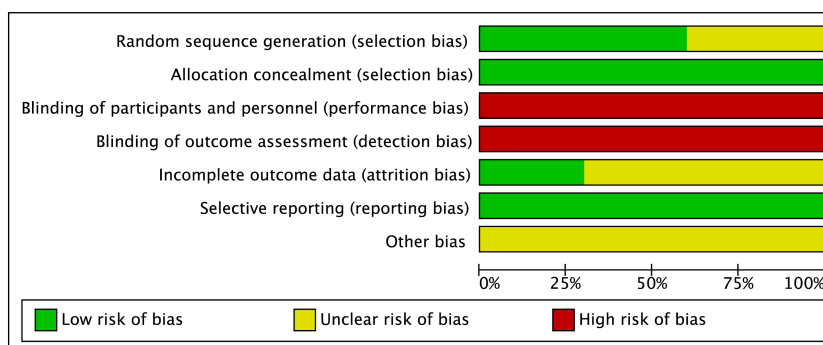 Random sequence generation (selection bias)
Allocation concealment (selection bias)
Blinding of participants and personnel (performance bias)
Blinding of outcome assessment (detection bias)
Incomplete outcome data (attrition bias)
Selective reporting (reporting bias)
Other bias
0% 25% 50% 75% 100%
Low risk of bias Unclear risk of bias High risk of bias